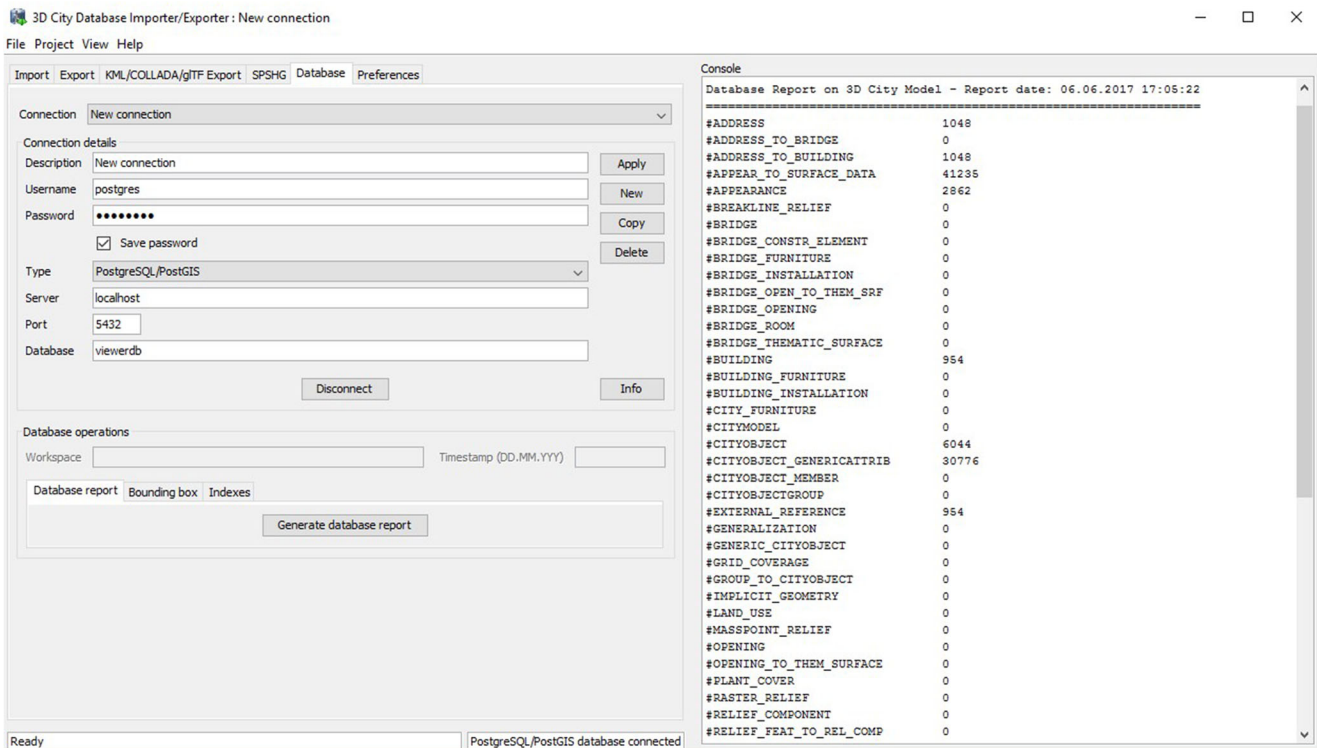 3D City Database Importer/Exporter : New connection
File Project View Help
Import Export KML/COLLADA/glTF Export SPSHG Database Preferences
Connection New connection
Connection details
Description New connection Apply
Username postgres New
Password ●●●●●●●● Copy
Save password Delete
Type PostgreSQL/PostGIS
Server localhost
Port 5432
Database viewerdb
Disconnect Info
Database operations
Workspace Timestamp (DD.MM.YYY)
Database report Bounding box Indexes
Generate database report
Ready PostgreSQL/PostGIS database connected
Console
Database Report on 3D City Model - Report date: 06.06.2017 17:05:22
==================================================================
#ADDRESS 1048
#ADDRESS_TO_BRIDGE 0
#ADDRESS_TO_BUILDING 1048
#APPEAR_TO_SURFACE_DATA 41235
#APPEARANCE 2862
#BREAKLINE_RELIEF 0
#BRIDGE 0
#BRIDGE_CONSTR_ELEMENT 0
#BRIDGE_FURNITURE 0
#BRIDGE_INSTALLATION 0
#BRIDGE_OPEN_TO_THEM_SRF 0
#BRIDGE_OPENING 0
#BRIDGE_ROOM 0
#BRIDGE_THEMATIC_SURFACE 0
#BUILDING 954
#BUILDING_FURNITURE 0
#BUILDING_INSTALLATION 0
#CITY_FURNITURE 0
#CITYMODEL 0
#CITYOBJECT 6044
#CITYOBJECT_GENERICATTRIB 30776
#CITYOBJECT_MEMBER 0
#CITYOBJECTGROUP 0
#EXTERNAL_REFERENCE 954
#GENERALIZATION 0
#GENERIC_CITYOBJECT 0
#GRID_COVERAGE 0
#GROUP_TO_CITYOBJECT 0
#IMPLICIT_GEOMETRY 0
#LAND_USE 0
#MASSPOINT_RELIEF 0
#OPENING 0
#OPENING_TO_THEM_SURFACE 0
#PLANT_COVER 0
#RASTER_RELIEF 0
#RELIEF_COMPONENT 0
#RELIEF_FEAT_TO_REL_COMP 0